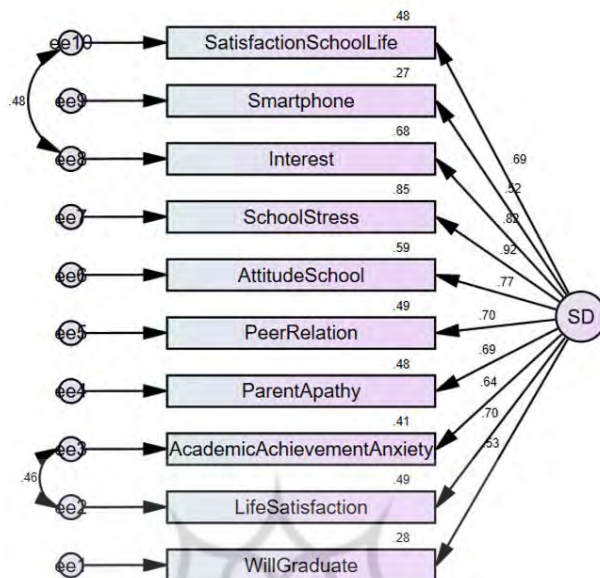 .48
ee10 SatisfactionSchoolLife
.27
ee9 Smartphone
.48
.68
ee8 Interest
.69
.52
.82
.85
ee7 SchoolStress
.92
.59
ee6 AttitudeSchool
.77
.49
ee5 PeerRelation
.70
SD
.48
ee4 ParentApathy
.69
.41
ee3 AcademicAchievementAnxiety
.64
.70
.53
.46
.49
ee2 LifeSatisfaction
.28
ee1 WillGraduate